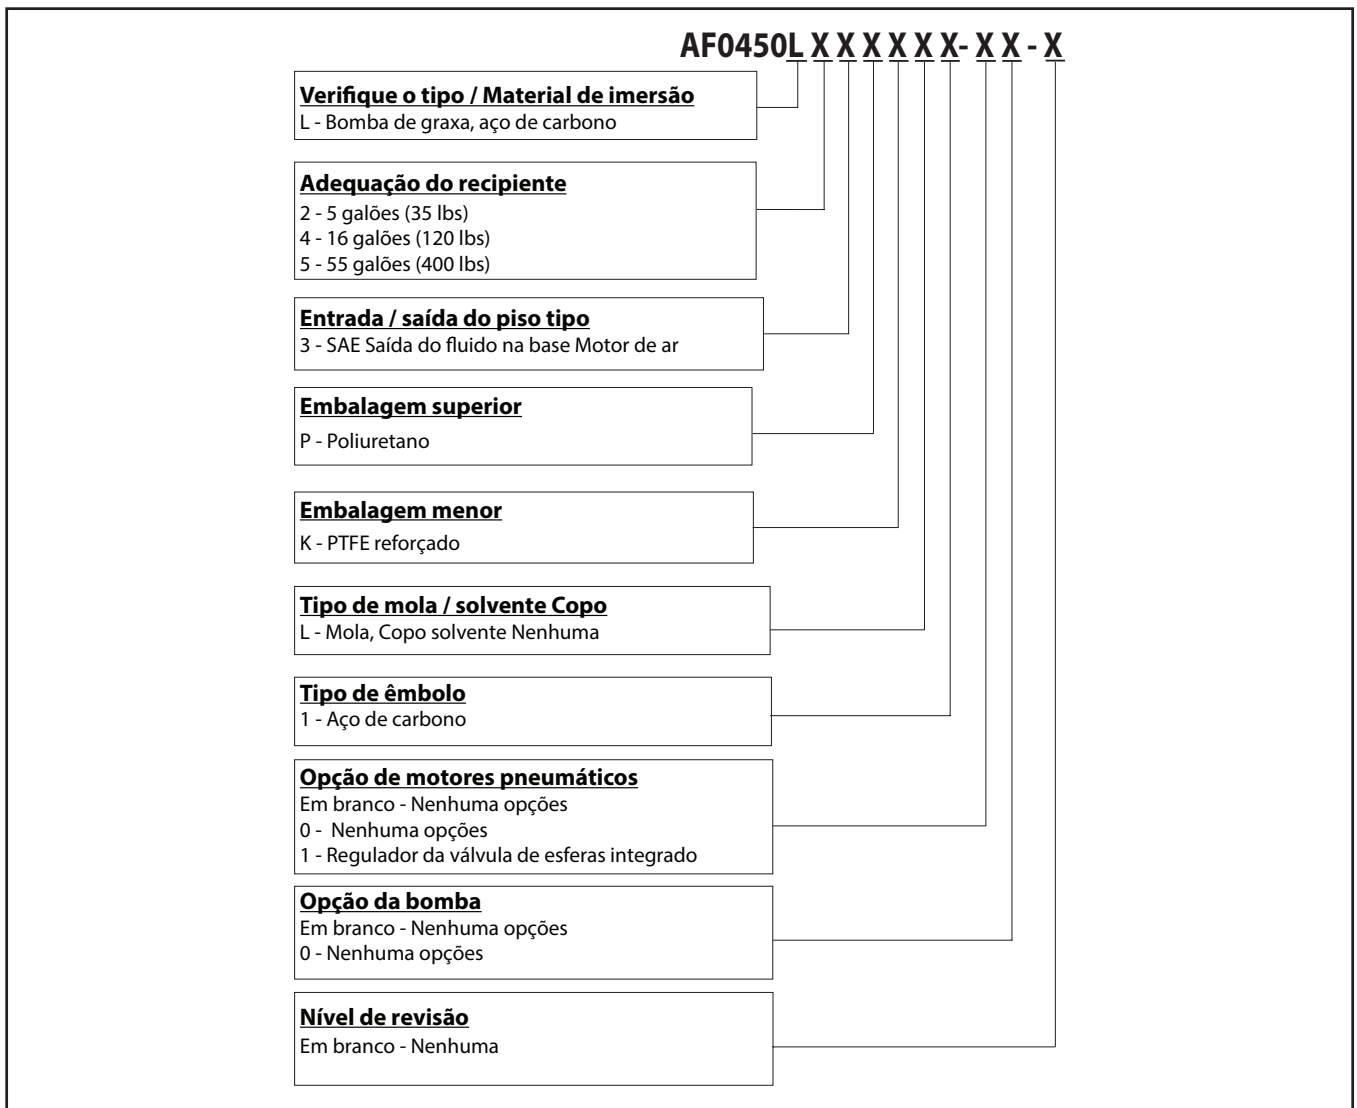 AF0450L X X X X X X- X X - X
Verifique o tipo / Material de imersão
L - Bomba de graxa, aço de carbono
Adequação do recipiente
2 - 5 galões (35 lbs)
4 - 16 galões (120 lbs)
5 - 55 galões (400 lbs)
Entrada / saída do piso tipo
3 - SAE Saída do fluido na base Motor de ar
Embalagem superior
P - Poliuretano
Embalagem menor
K - PTFE reforçado
Tipo de mola / solvente Copo
L - Mola, Copo solvente Nenhuma
Tipo de êmbolo
1 - Aço de carbono
Opção de motores pneumáticos
Em branco - Nenhuma opções
0 - Nenhuma opções
1 - Regulador da válvula de esferas integrado
Opção da bomba
Em branco - Nenhuma opções
0 - Nenhuma opções
Nível de revisão
Em branco - Nenhuma